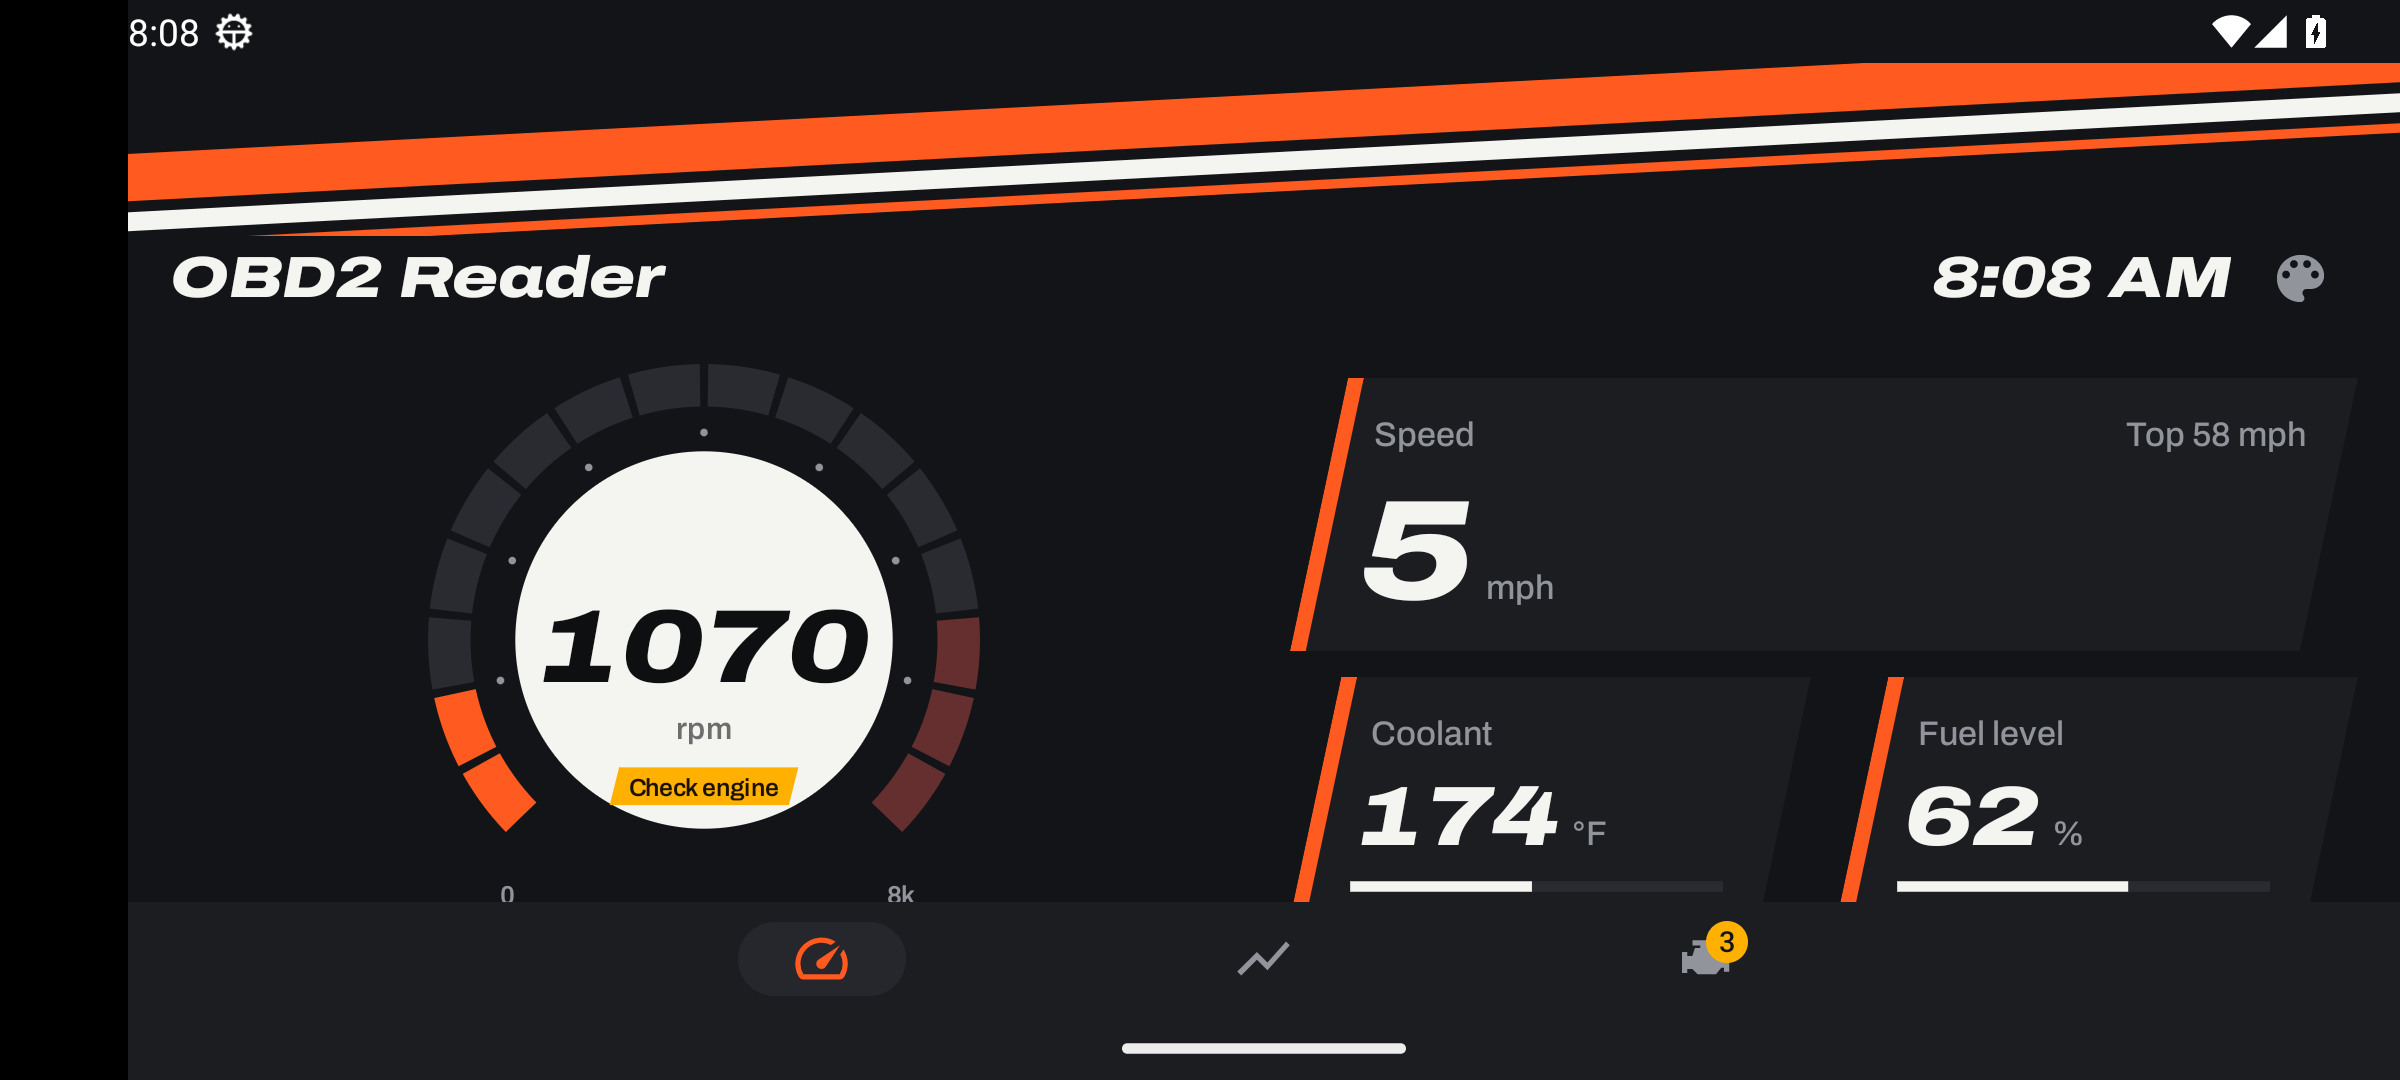 8:08
OBD2 Reader
8:08 AM
Speed
Top 58 mph
5 mph
1070
rpm
Check engine
0
8k
Coolant
174 °F
Fuel level
62 %
3